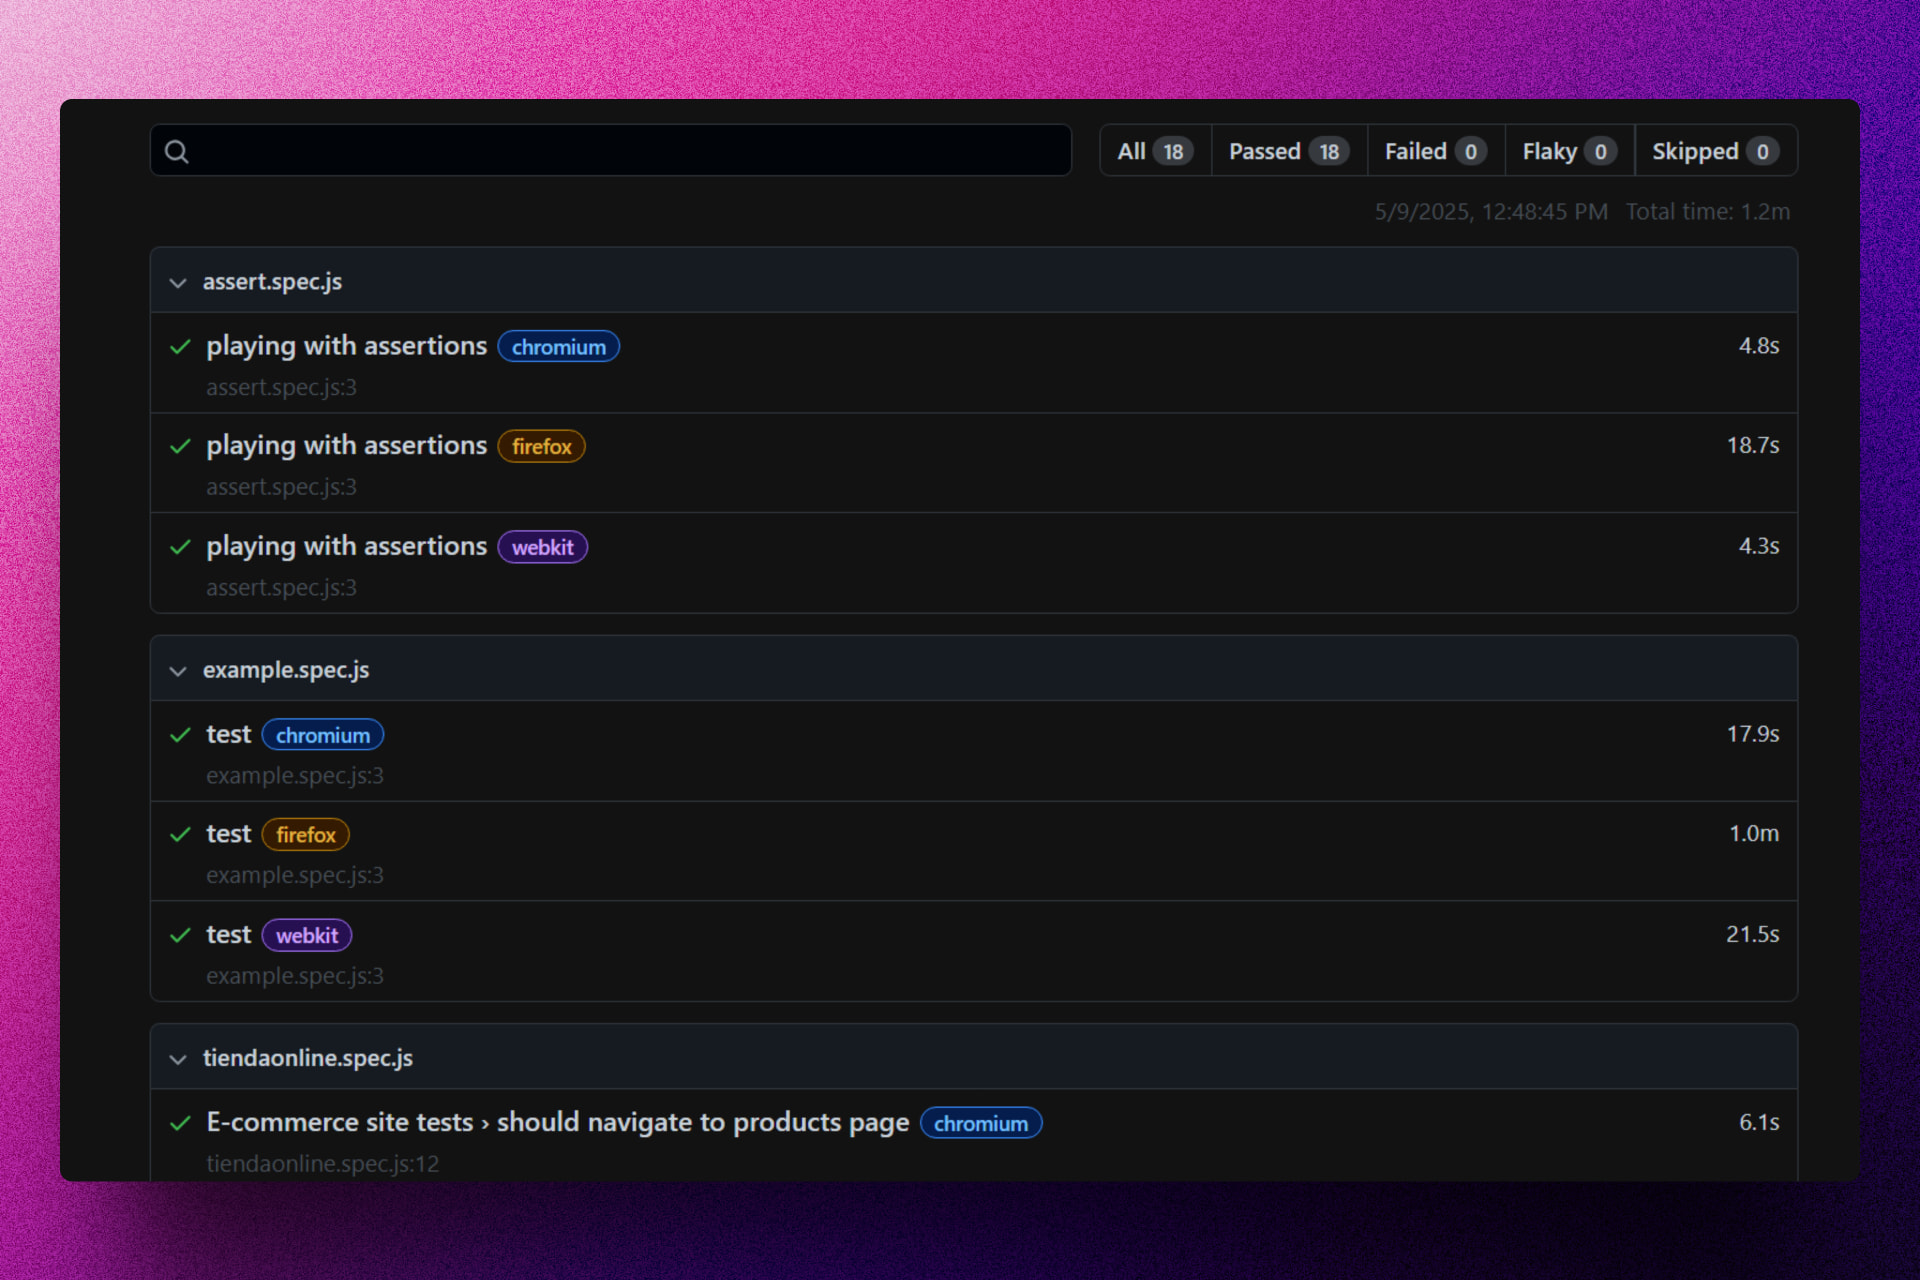 All 18 Passed 18 Failed 0 Flaky 0 Skipped 0
5/9/2025, 12:48:45 PM Total time: 1.2m
assert.spec.js
playing with assertions chromium 4.8s
assert.spec.js:3
playing with assertions firefox 18.7s
assert.spec.js:3
playing with assertions webkit 4.3s
assert.spec.js:3
example.spec.js
test chromium 17.9s
example.spec.js:3
test firefox 1.0m
example.spec.js:3
test webkit 21.5s
example.spec.js:3
tiendaonline.spec.js
E-commerce site tests › should navigate to products page chromium 6.1s
tiendaonline.spec.js:12